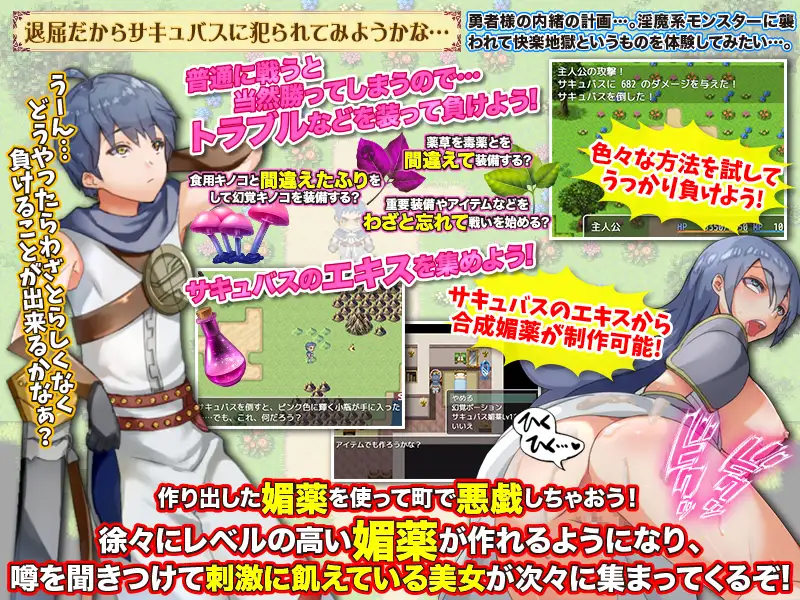 退屈だからサキュバスに犯られてみようかな…
勇者様の内緒の計画…。淫魔系モンスターに襲
われて快楽地獄というものを体験してみたい…。
うーん…
どうやったらわざとらしくなく
負けることが出来るかなぁ?
普通に戦うと
当然勝ってしまうので…
トラブルなどを装って負けよう!
薬草を毒薬とを
間違えて装備する?
食用キノコと間違えたふりを
して幻覚キノコを装備する?
重要装備やアイテムなどを
わざと忘れて戦いを始める?
主人公の攻撃!
サキュバスに 682 のダメージを与えた!
サキュバスを倒した!
色々な方法を試して
うっかり負けよう!
主人公
HP
サキュバスのエキスを集めよう!
サキュバスを倒すと、ピンク色に輝く小瓶が手に入った
…でも、これ、何だろう?
サキュバスのエキスから
合成媚薬が制作可能!
やめる
幻覚ポーション
サキュバス媚薬Lv1
いいえ
アイテムでも作ろうかな?
作り出した媚薬を使って町で悪戯しちゃおう!
徐々にレベルの高い媚薬が作れるようになり、
噂を聞きつけて刺激に飢えている美女が次々に集まってくるぞ!